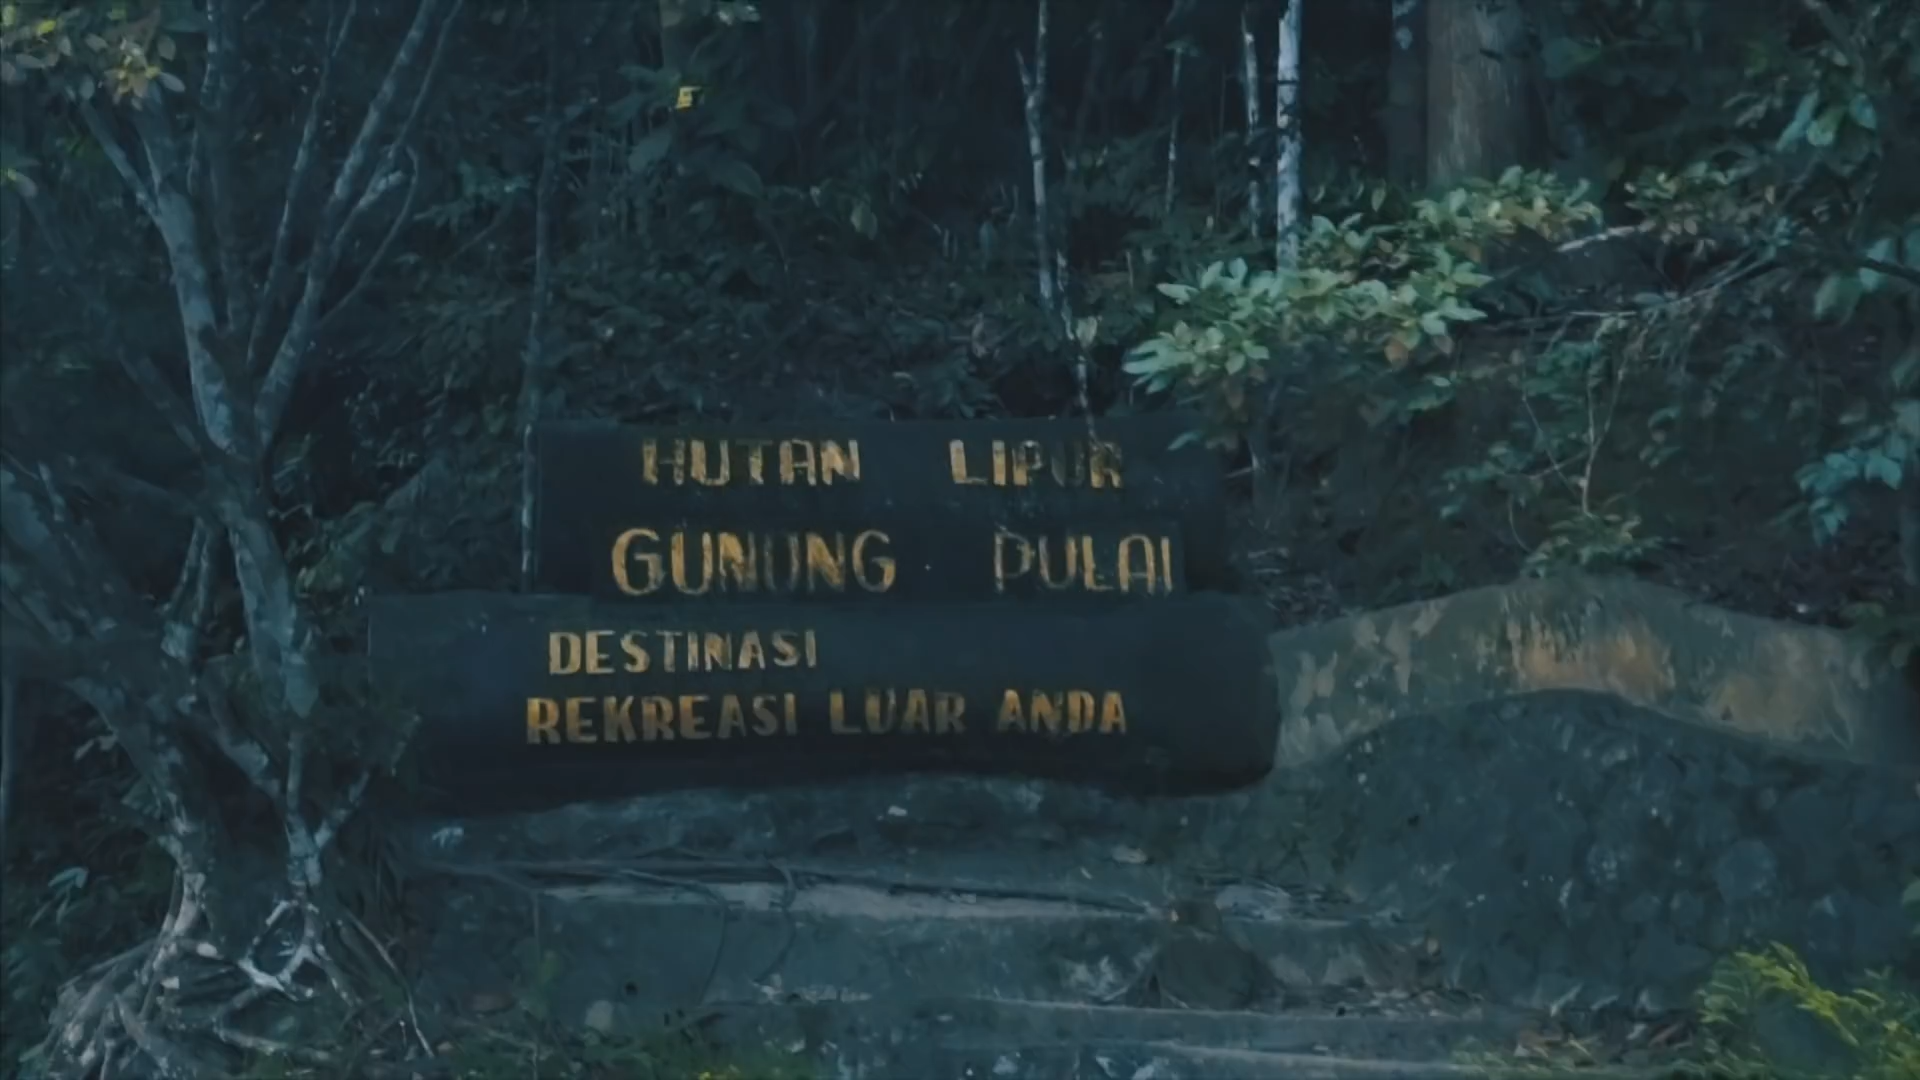 HUTAN LIPUR
GUNUNG PULAI
DESTINASI
REKREASI LUAR ANDA